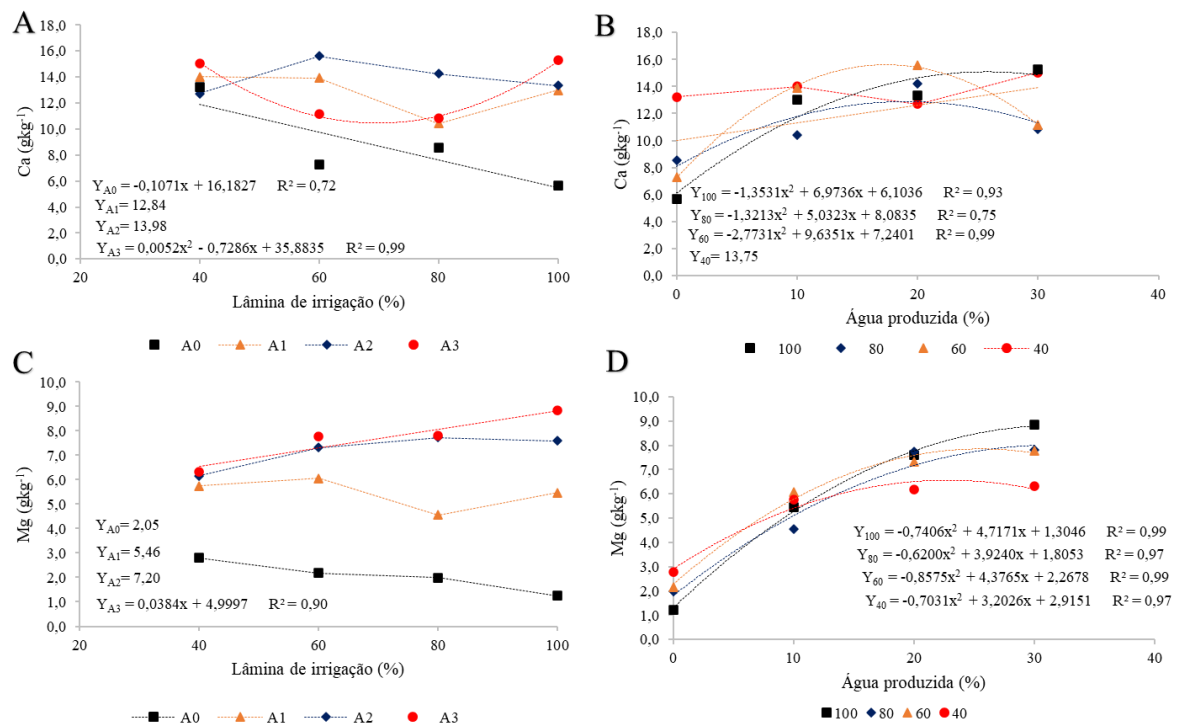 A
Ca (gkg⁻¹)
18,0
16,0
14,0
12,0
10,0
8,0
6,0
4,0
2,0
0,0
Y_A0 = -0,1071x + 16,1827 R² = 0,72
Y_A1 = 12,84
Y_A2 = 13,98
Y_A3 = 0,0052x² - 0,7286x + 35,8835 R² = 0,99
20 40 60 80 100
Lâmina de irrigação (%)
A0 A1 A2 A3
B
Ca (gkg⁻¹)
18,0
16,0
14,0
12,0
10,0
8,0
6,0
4,0
2,0
0,0
Y₁₀₀ = -1,3531x² + 6,9736x + 6,1036 R² = 0,93
Y₈₀ = -1,3213x² + 5,0323x + 8,0835 R² = 0,75
Y₆₀ = -2,7731x² + 9,6351x + 7,2401 R² = 0,99
Y₄₀= 13,75
0 10 20 30 40
Água produzida (%)
100 80 60 40
C
Mg (gkg⁻¹)
10,0
9,0
8,0
7,0
6,0
5,0
4,0
3,0
2,0
1,0
0,0
Y_A0 = 2,05
Y_A1 = 5,46
Y_A2 = 7,20
Y_A3 = 0,0384x + 4,9997 R² = 0,90
20 40 60 80 100
Lâmina de irrigação (%)
A0 A1 A2 A3
D
Mg (gkg⁻¹)
10,0
9,0
8,0
7,0
6,0
5,0
4,0
3,0
2,0
1,0
0,0
Y₁₀₀ = -0,7406x² + 4,7171x + 1,3046 R² = 0,99
Y₈₀ = -0,6200x² + 3,9240x + 1,8053 R² = 0,97
Y₆₀ = -0,8575x² + 4,3765x + 2,2678 R² = 0,99
Y₄₀ = -0,7031x² + 3,2026x + 2,9151 R² = 0,97
0 10 20 30 40
Água produzida (%)
100 80 60 40